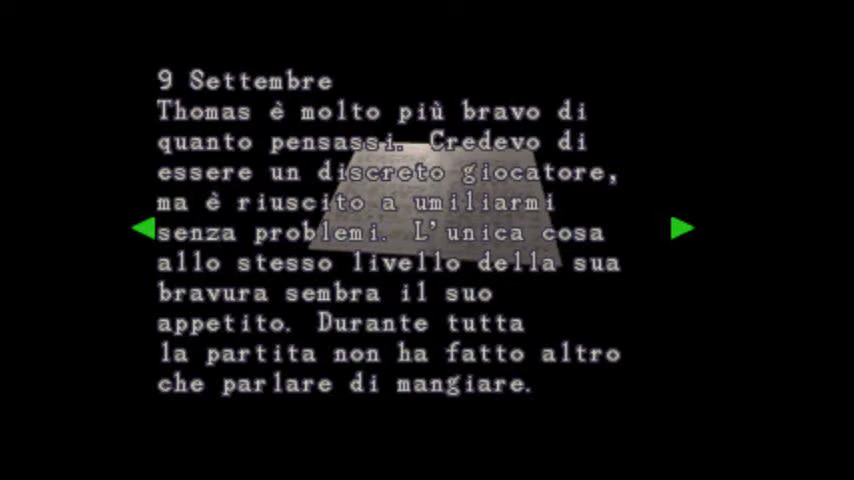 9 Settembre
Thomas è molto più bravo di
quanto pensassi. Credevo di
essere un discreto giocatore,
ma è riuscito a umiliarmi
senza problemi. L'unica cosa
allo stesso livello della sua
bravura sembra il suo
appetito. Durante tutta
la partita non ha fatto altro
che parlare di mangiare.